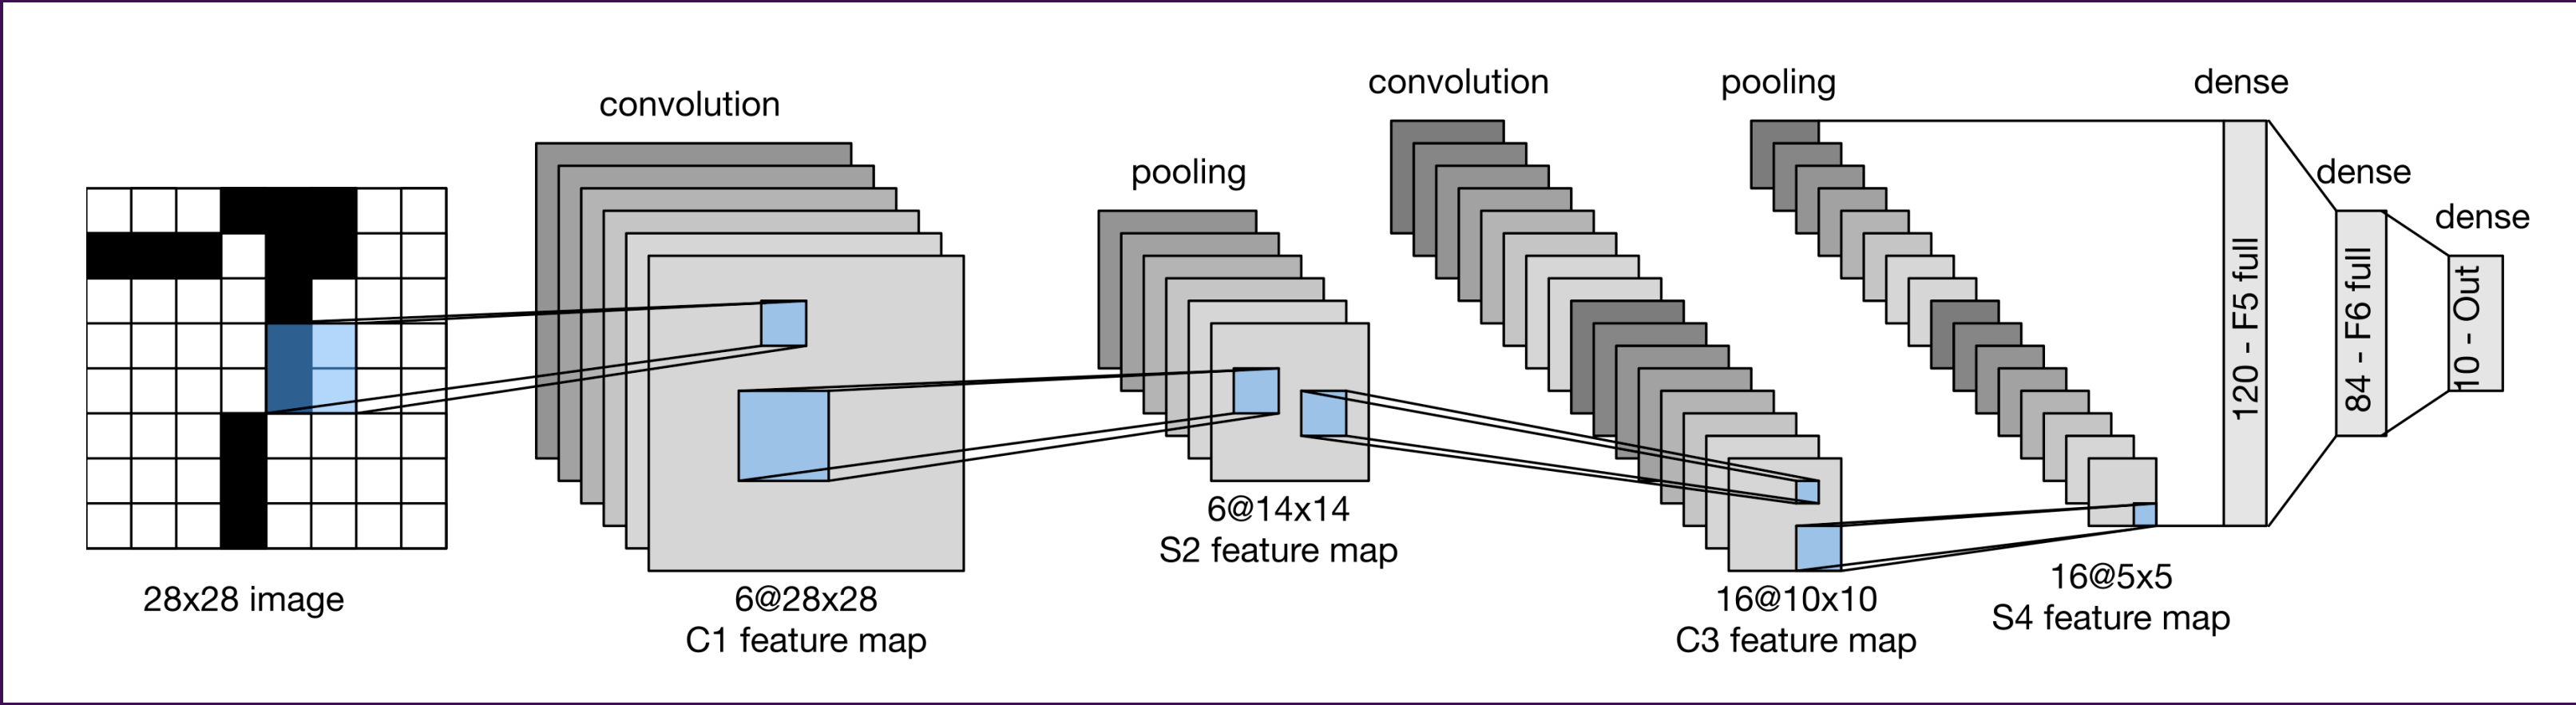 convolution
pooling
convolution
pooling
dense
dense
dense
28x28 image
6@28x28
C1 feature map
6@14x14
S2 feature map
16@10x10
C3 feature map
16@5x5
S4 feature map
120 - F5 full
84 - F6 full
10 - Out